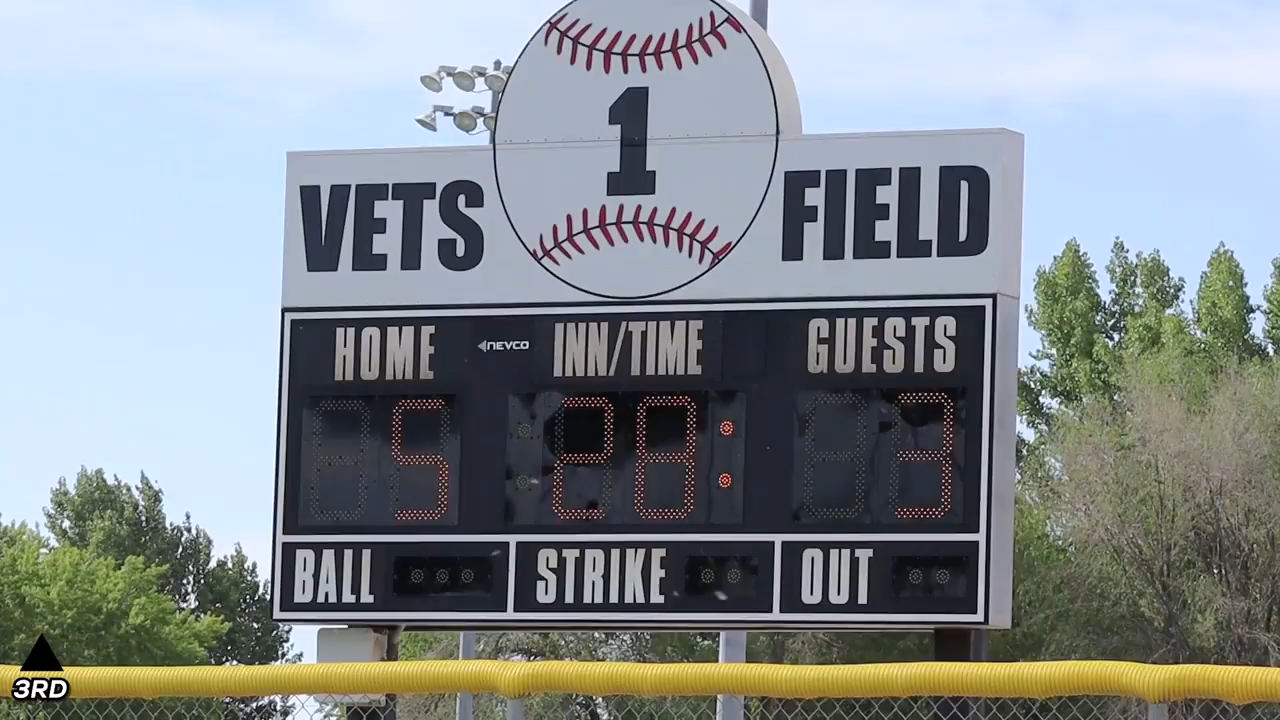 1
VETS FIELD
HOME NEVCO INN/TIME GUESTS
5 28: 3
BALL STRIKE OUT
3RD